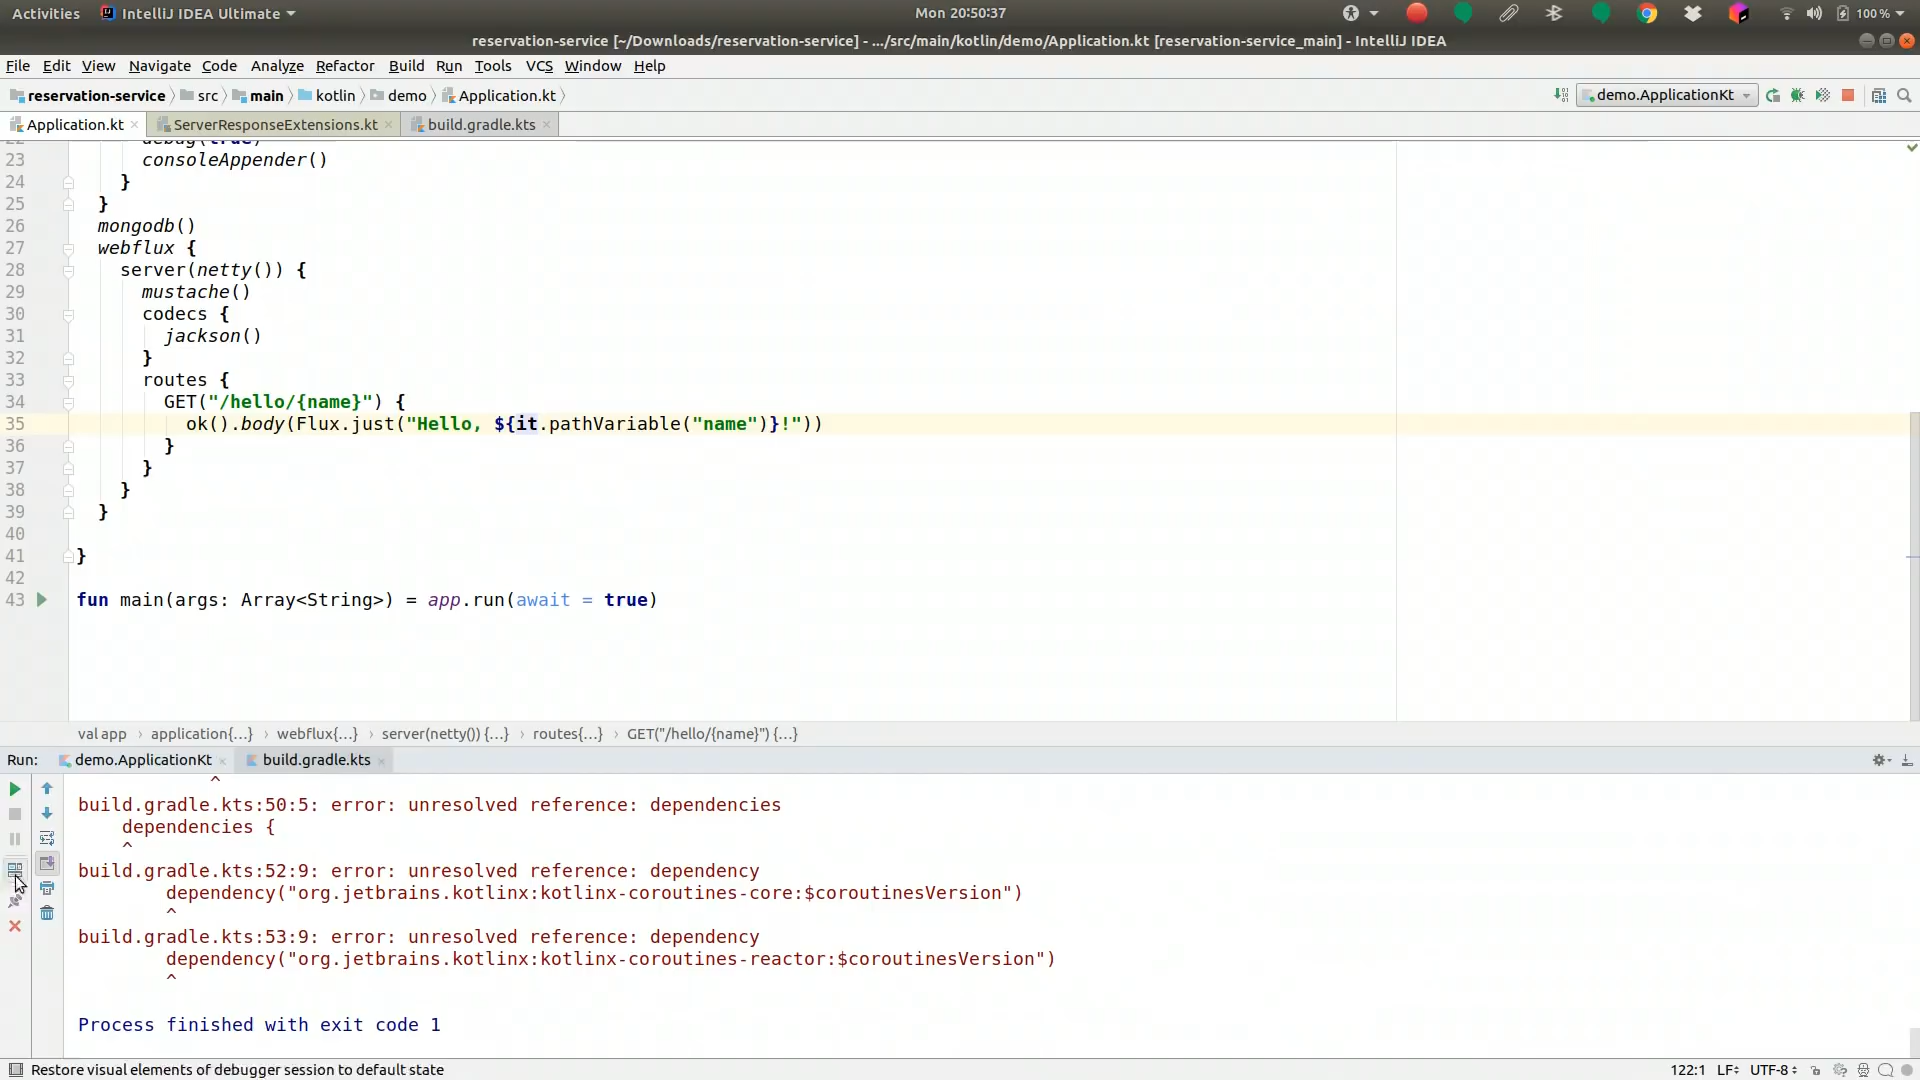 Activities IntelliJ IDEA Ultimate Mon 20:50:37 100 %
reservation-service [~/Downloads/reservation-service] - .../src/main/kotlin/demo/Application.kt [reservation-service_main] - IntelliJ IDEA
File Edit View Navigate Code Analyze Refactor Build Run Tools VCS Window Help
reservation-service src main kotlin demo Application.kt demo.ApplicationKt
Application.kt ServerResponseExtensions.kt build.gradle.kts
22 debug(true)
23 consoleAppender()
24 }
25 }
26 mongodb()
27 webflux {
28 server(netty()) {
29 mustache()
30 codecs {
31 jackson()
32 }
33 routes {
34 GET("/hello/{name}") {
35 ok().body(Flux.just("Hello, ${it.pathVariable("name")}!"))
36 }
37 }
38 }
39 }
40
41 }
42
43 fun main(args: Array<String>) = app.run(await = true)
val app › application{...} › webflux{...} › server(netty()) {...} › routes{...} › GET("/hello/{name}") {...}
Run: demo.ApplicationKt build.gradle.kts
^
build.gradle.kts:50:5: error: unresolved reference: dependencies
dependencies {
^
build.gradle.kts:52:9: error: unresolved reference: dependency
dependency("org.jetbrains.kotlinx:kotlinx-coroutines-core:$coroutinesVersion")
^
build.gradle.kts:53:9: error: unresolved reference: dependency
dependency("org.jetbrains.kotlinx:kotlinx-coroutines-reactor:$coroutinesVersion")
^
Process finished with exit code 1
Restore visual elements of debugger session to default state 122:1 LF UTF-8